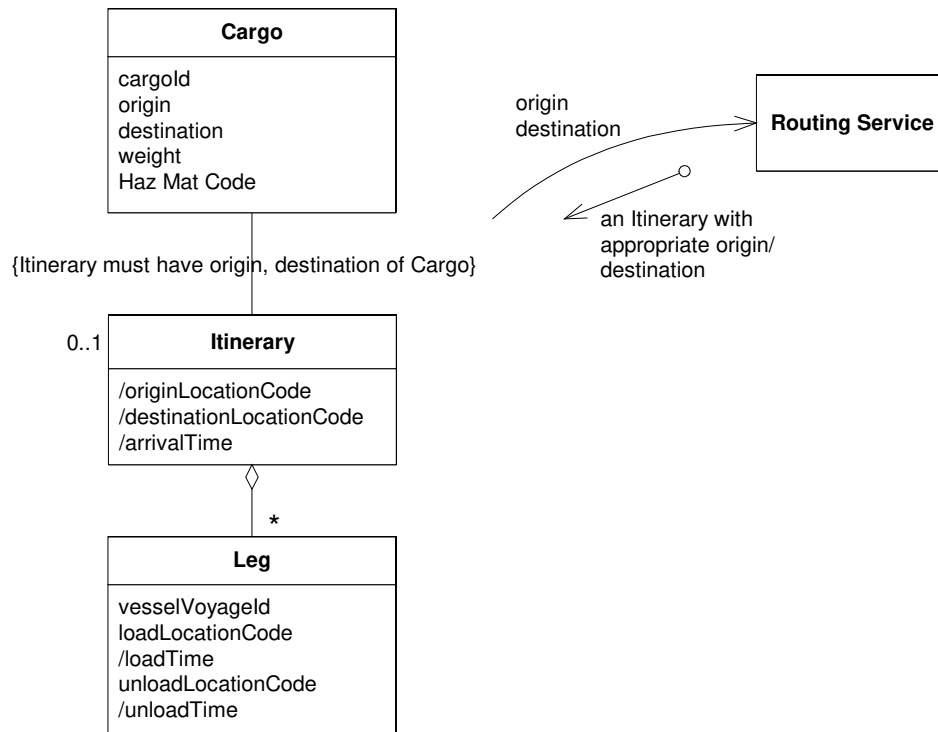 Cargo
cargoId
origin
destination
weight
Haz Mat Code
origin
destination
Routing Service
an Itinerary with
appropriate origin/
destination
{Itinerary must have origin, destination of Cargo}
0..1
Itinerary
/originLocationCode
/destinationLocationCode
/arrivalTime
*
Leg
vesselVoyageId
loadLocationCode
/loadTime
unloadLocationCode
/unloadTime